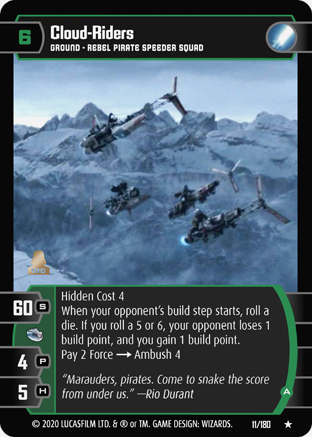 6
Cloud-Riders
GROUND - REBEL PIRATE SPEEDER SQUAD
60 S
4 P
5 H
Hidden Cost 4
When your opponent's build step starts, roll a
die. If you roll a 5 or 6, your opponent loses 1
build point, and you gain 1 build point.
Pay 2 Force → Ambush 4
"Marauders, pirates. Come to snake the score
from under us." —Rio Durant
A
© 2020 LUCASFILM LTD. & ® or TM. GAME DESIGN: WIZARDS.
11/180 ★